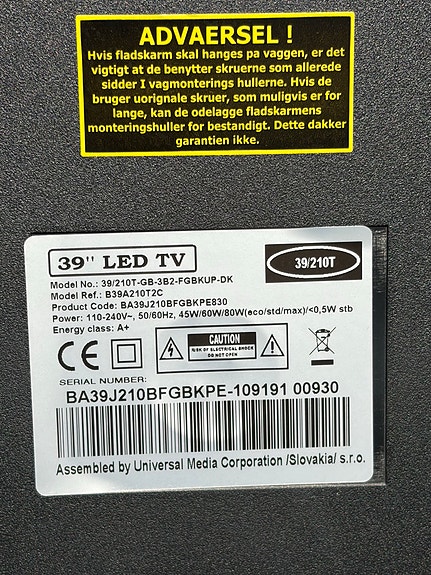 ADVAERSEL !
Hvis fladskarm skal hanges pa vaggen, er det
vigtigt at de benytter skruerne som allerede
sidder I vagmonterings hullerne. Hvis de
bruger uorignale skruer, som muligvis er for
lange, kan de odelagge fladskarmens
monteringshuller for bestandigt. Dette dakker
garantien ikke.
39" LED TV
39/210T
Model No.: 39/210T-GB-3B2-FGBKUP-DK
Model Ref.: B39A210T2C
Product Code: BA39J210BFGBKPE830
Power: 110-240V~, 50/60Hz, 45W/60W/80W(eco/std/max)/<0,5W stb
Energy class: A+
CE
CAUTION
RISK OF ELECTRICAL SHOCK
DO NOT OPEN
SERIAL NUMBER:
BA39J210BFGBKPE-109191 00930
Assembled by Universal Media Corporation /Slovakia/ s.r.o.